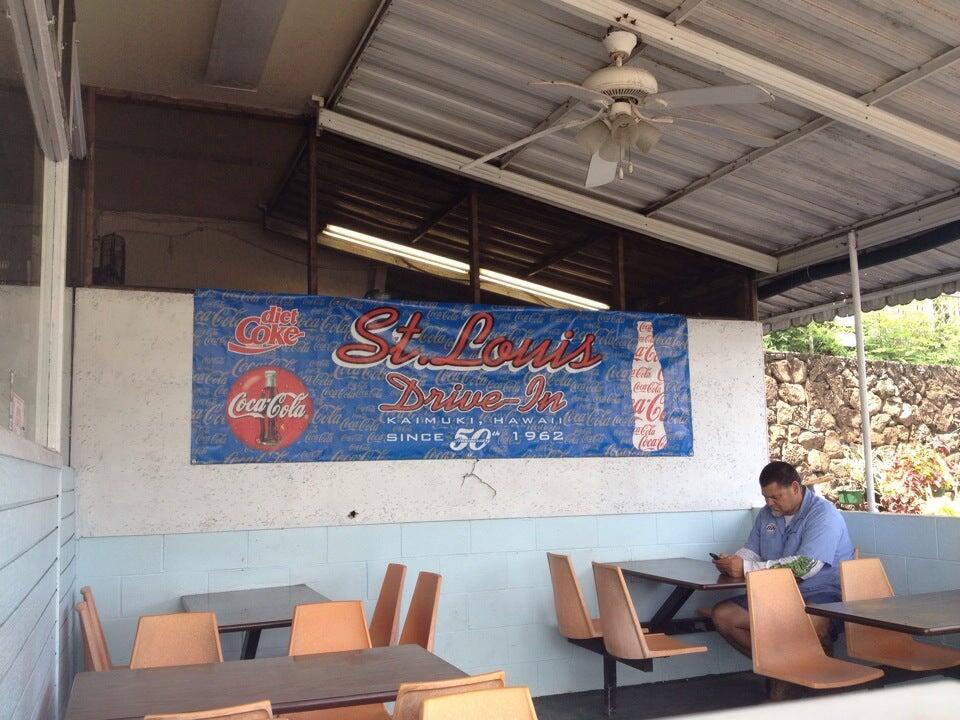 diet
Coke
St. Louis
Drive-In
Coca-Cola
KAIMUKI, HAWAII
SINCE 50th 1962